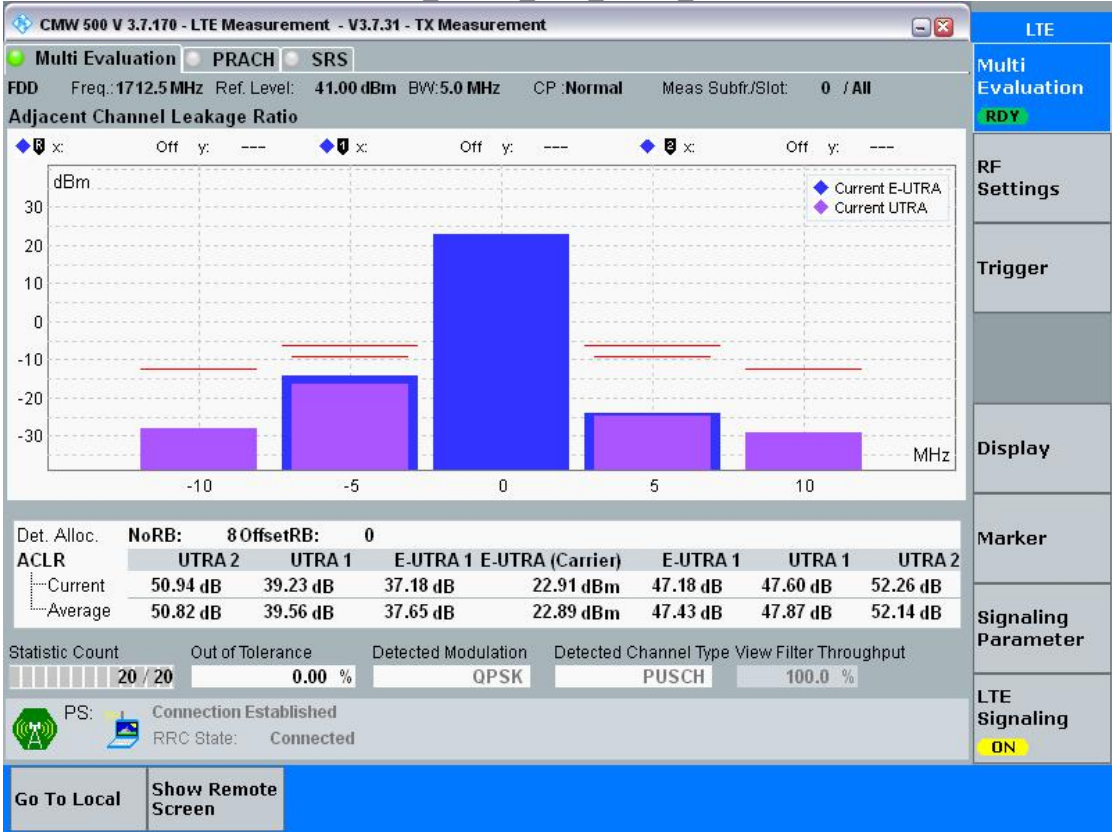 CMW 500 V 3.7.170 - LTE Measurement - V3.7.31 - TX Measurement
LTE
Multi Evaluation PRACH SRS
FDD Freq.:1712.5 MHz Ref. Level: 41.00 dBm BW:5.0 MHz CP :Normal Meas Subfr./Slot: 0 / All
Adjacent Channel Leakage Ratio
R x: Off y: --- 1 x: Off y: --- 2 x: Off y: ---
dBm
Current E-UTRA
Current UTRA
30
20
10
0
-10
-20
-30
MHz
-10 -5 0 5 10
Det. Alloc. NoRB: 8 OffsetRB: 0
ACLR UTRA 2 UTRA 1 E-UTRA 1 E-UTRA (Carrier) E-UTRA 1 UTRA 1 UTRA 2
Current 50.94 dB 39.23 dB 37.18 dB 22.91 dBm 47.18 dB 47.60 dB 52.26 dB
Average 50.82 dB 39.56 dB 37.65 dB 22.89 dBm 47.43 dB 47.87 dB 52.14 dB
Statistic Count Out of Tolerance Detected Modulation Detected Channel Type View Filter Throughput
20 / 20 0.00 % QPSK PUSCH 100.0 %
PS: Connection Established
RRC State: Connected
Multi
Evaluation
RDY
RF
Settings
Trigger
Display
Marker
Signaling
Parameter
LTE
Signaling
ON
Go To Local
Show Remote
Screen